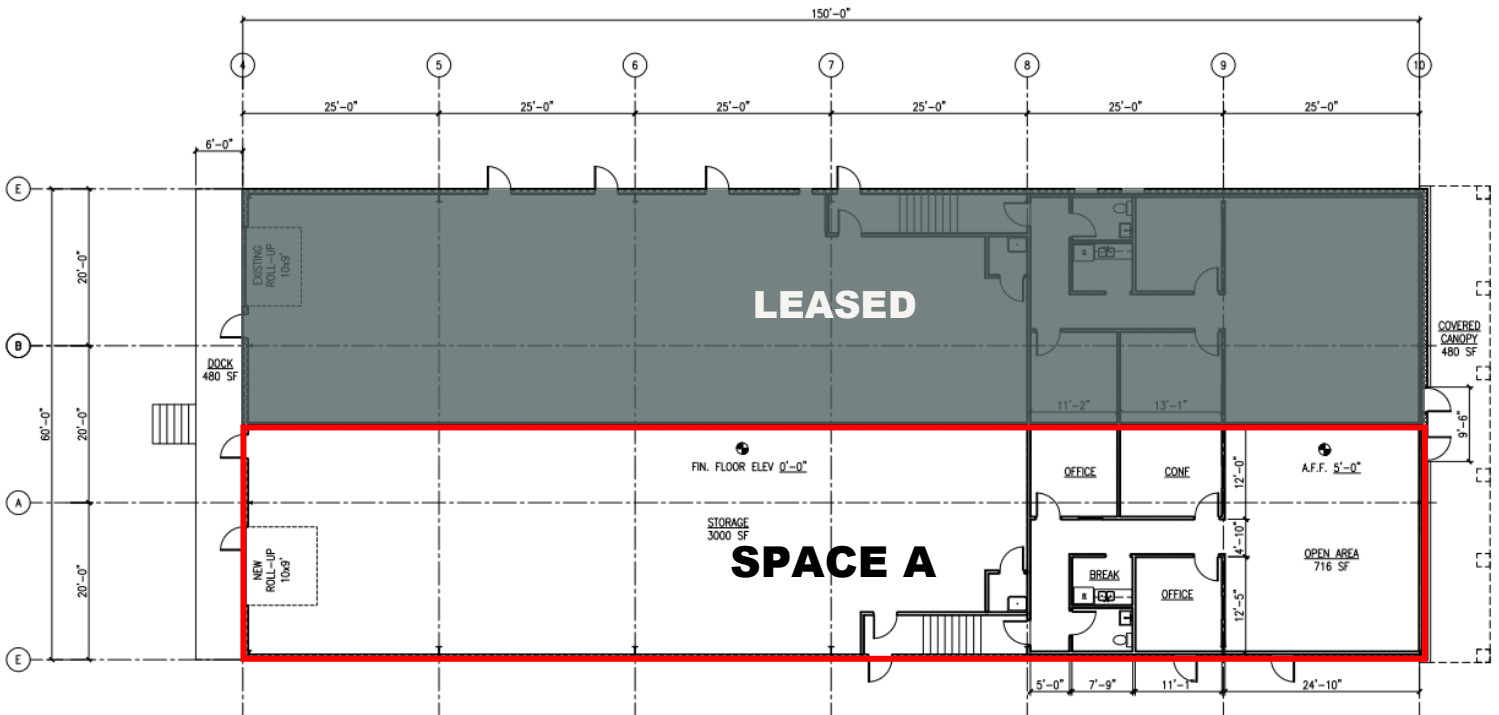 150'-0"
4
5
6
7
8
9
10
25'-0"
25'-0"
25'-0"
25'-0"
25'-0"
25'-0"
6'-0"
E
B
A
E
60'-0"
20'-0"
20'-0"
20'-0"
EXISTING
ROLL-UP
10x9'
LEASED
COVERED
CANOPY
480 SF
DOCK
480 SF
11'-2"
13'-1"
9'-6"
FIN. FLOOR ELEV 0'-0"
OFFICE
CONF
12'-0"
A.F.F. 5'-0"
STORAGE
3000 SF
SPACE A
4'-10"
OPEN AREA
716 SF
NEW
ROLL-UP
10x9'
BREAK
OFFICE
12'-5"
5'-0"
7'-9"
11'-1
24'-10"